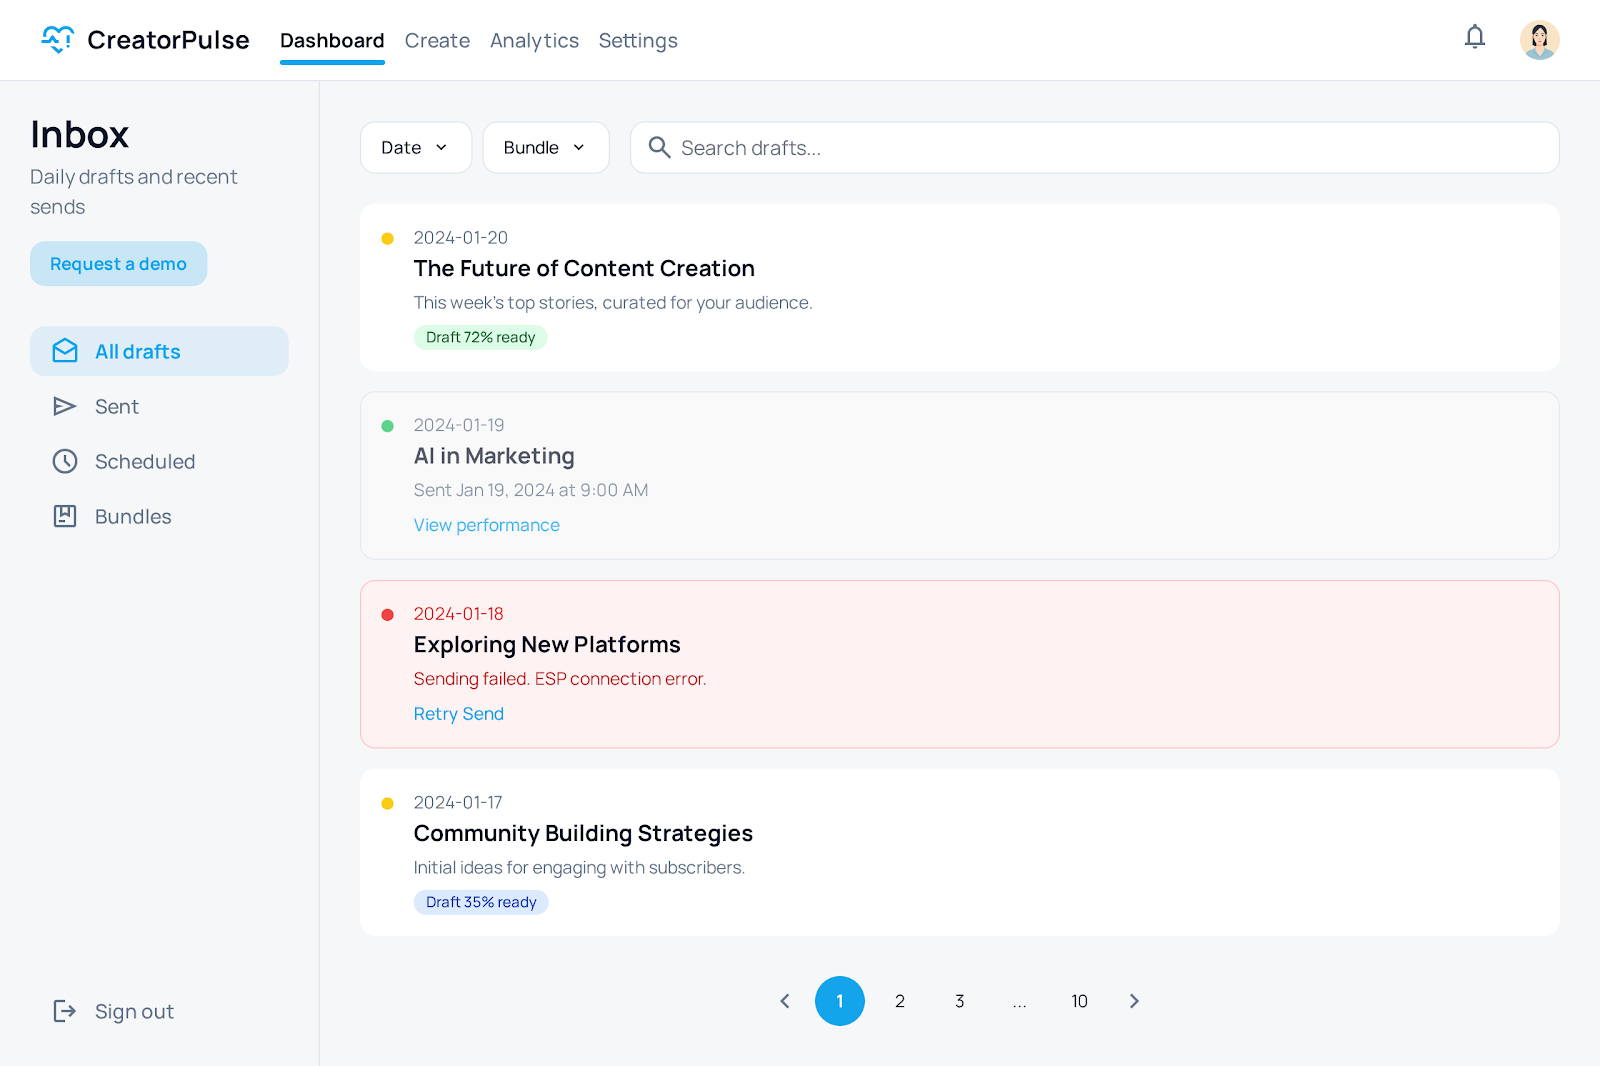 CreatorPulse
Dashboard
Create
Analytics
Settings
Inbox
Daily drafts and recent
sends
Request a demo
All drafts
Sent
Scheduled
Bundles
Sign out
Date
Bundle
Search drafts...
2024-01-20
The Future of Content Creation
This week's top stories, curated for your audience.
Draft 72% ready
2024-01-19
AI in Marketing
Sent Jan 19, 2024 at 9:00 AM
View performance
2024-01-18
Exploring New Platforms
Sending failed. ESP connection error.
Retry Send
2024-01-17
Community Building Strategies
Initial ideas for engaging with subscribers.
Draft 35% ready
1 2 3 ... 10